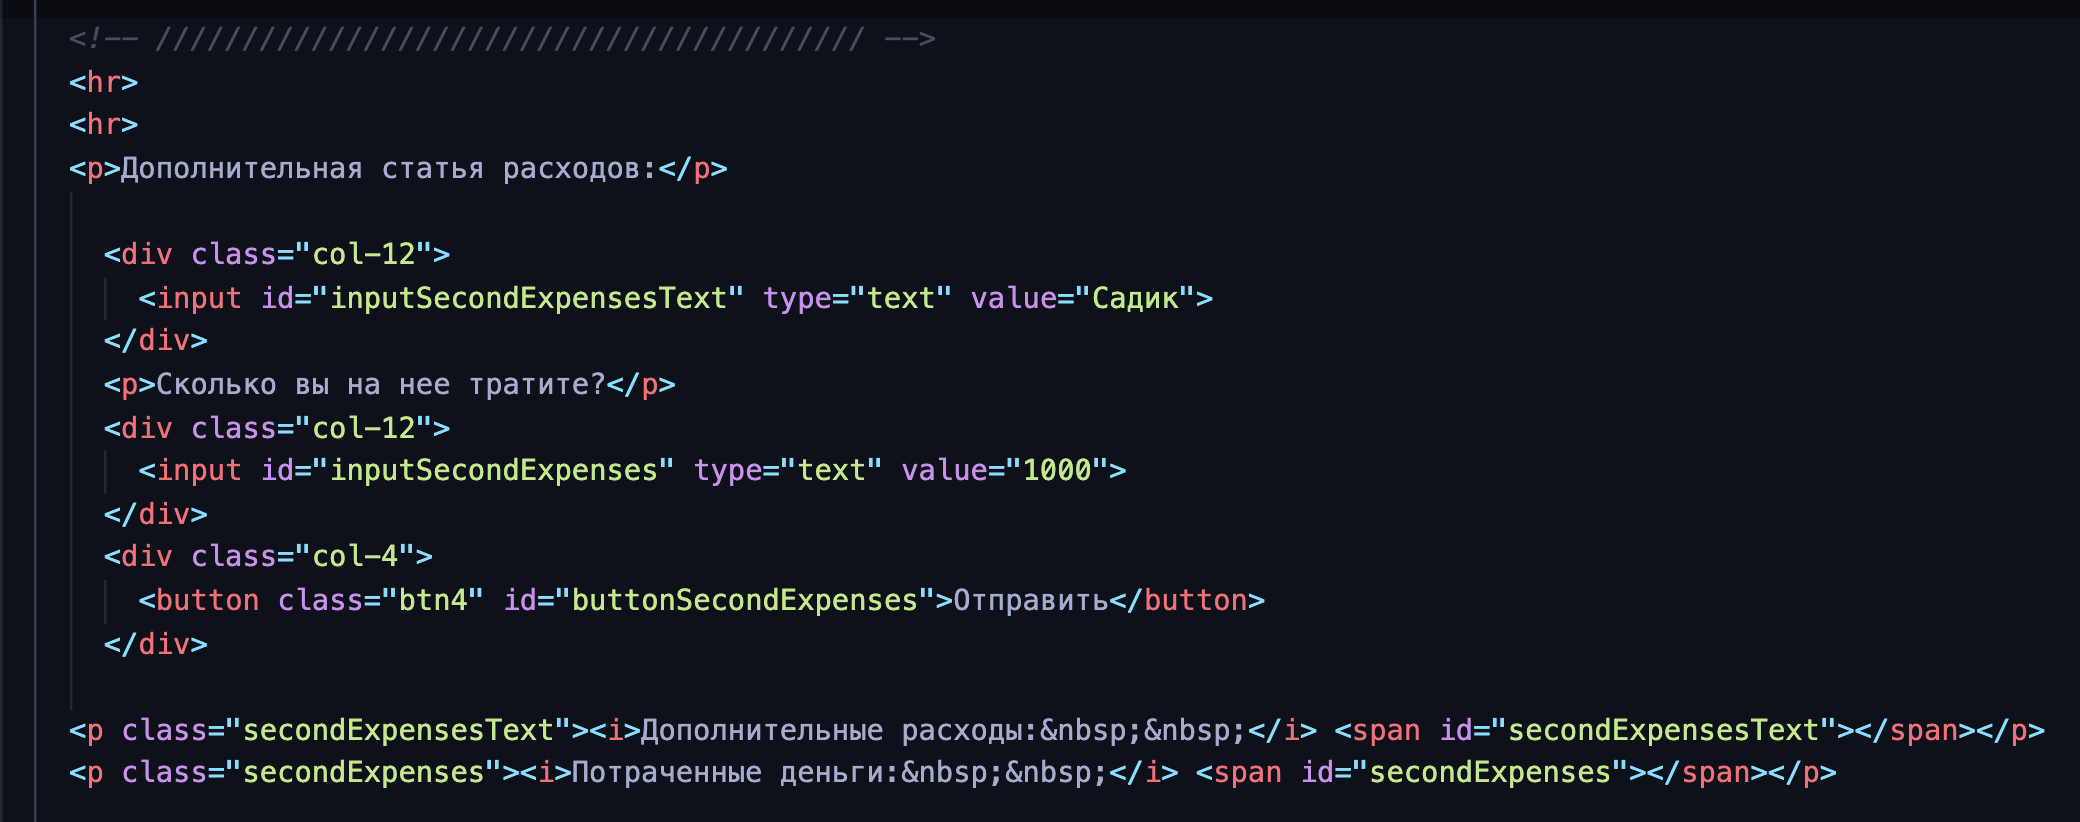 <!-- ///////////////////////////////////////// -->
<hr>
<hr>
<p>Дополнительная статья расходов:</p>
<div class="col-12">
<input id="inputSecondExpensesText" type="text" value="Садик">
</div>
<p>Сколько вы на нее тратите?</p>
<div class="col-12">
<input id="inputSecondExpenses" type="text" value="1000">
</div>
<div class="col-4">
<button class="btn4" id="buttonSecondExpenses">Отправить</button>
</div>
<p class="secondExpensesText"><i>Дополнительные расходы:&nbsp;&nbsp;</i> <span id="secondExpensesText"></span></p>
<p class="secondExpenses"><i>Потраченные деньги:&nbsp;&nbsp;</i> <span id="secondExpenses"></span></p>